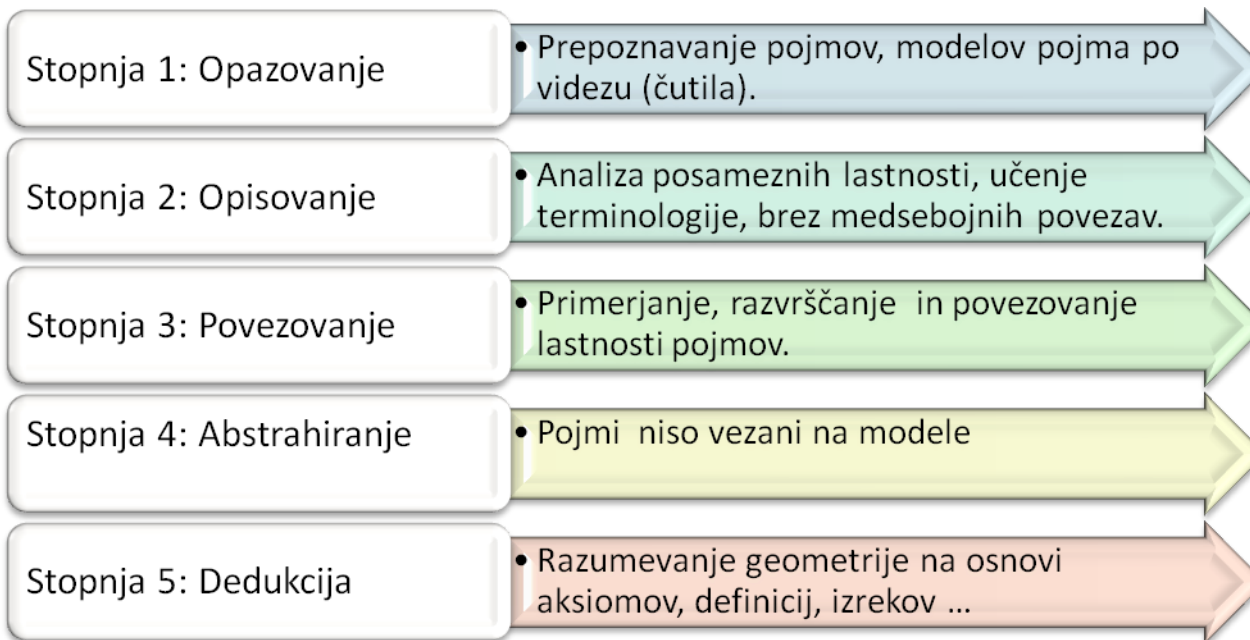 Stopnja 1: Opazovanje
• Prepoznavanje pojmov, modelov pojma po
videzu (čutila).
Stopnja 2: Opisovanje
• Analiza posameznih lastnosti, učenje
terminologije, brez medsebojnih povezav.
Stopnja 3: Povezovanje
• Primerjanje, razvrščanje in povezovanje
lastnosti pojmov.
Stopnja 4: Abstrahiranje
• Pojmi niso vezani na modele
Stopnja 5: Dedukcija
• Razumevanje geometrije na osnovi
aksiomov, definicij, izrekov ...